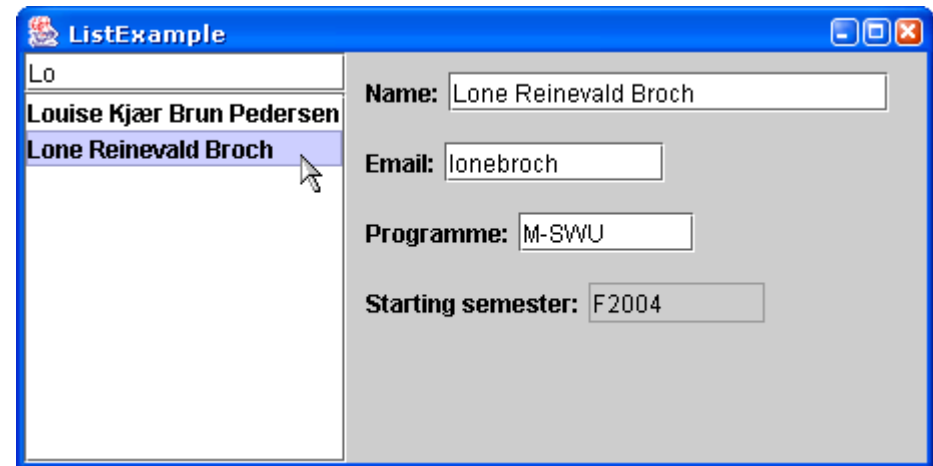 ListExample
Lo
Louise Kjær Brun Pedersen
Lone Reinevald Broch
Name: Lone Reinevald Broch
Email: lonebroch
Programme: M-SWU
Starting semester: F2004